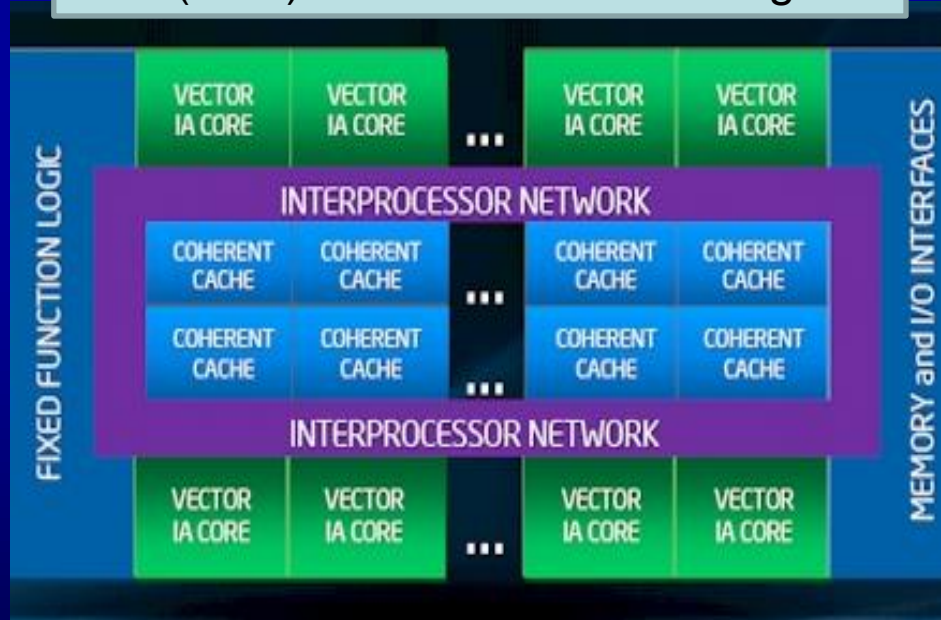 FIXED FUNCTION LOGIC
VECTOR
IA CORE
VECTOR
IA CORE
...
VECTOR
IA CORE
VECTOR
IA CORE
INTERPROCESSOR NETWORK
COHERENT
CACHE
COHERENT
CACHE
...
COHERENT
CACHE
COHERENT
CACHE
COHERENT
CACHE
COHERENT
CACHE
...
COHERENT
CACHE
COHERENT
CACHE
INTERPROCESSOR NETWORK
VECTOR
IA CORE
VECTOR
IA CORE
...
VECTOR
IA CORE
VECTOR
IA CORE
MEMORY and I/O INTERFACES